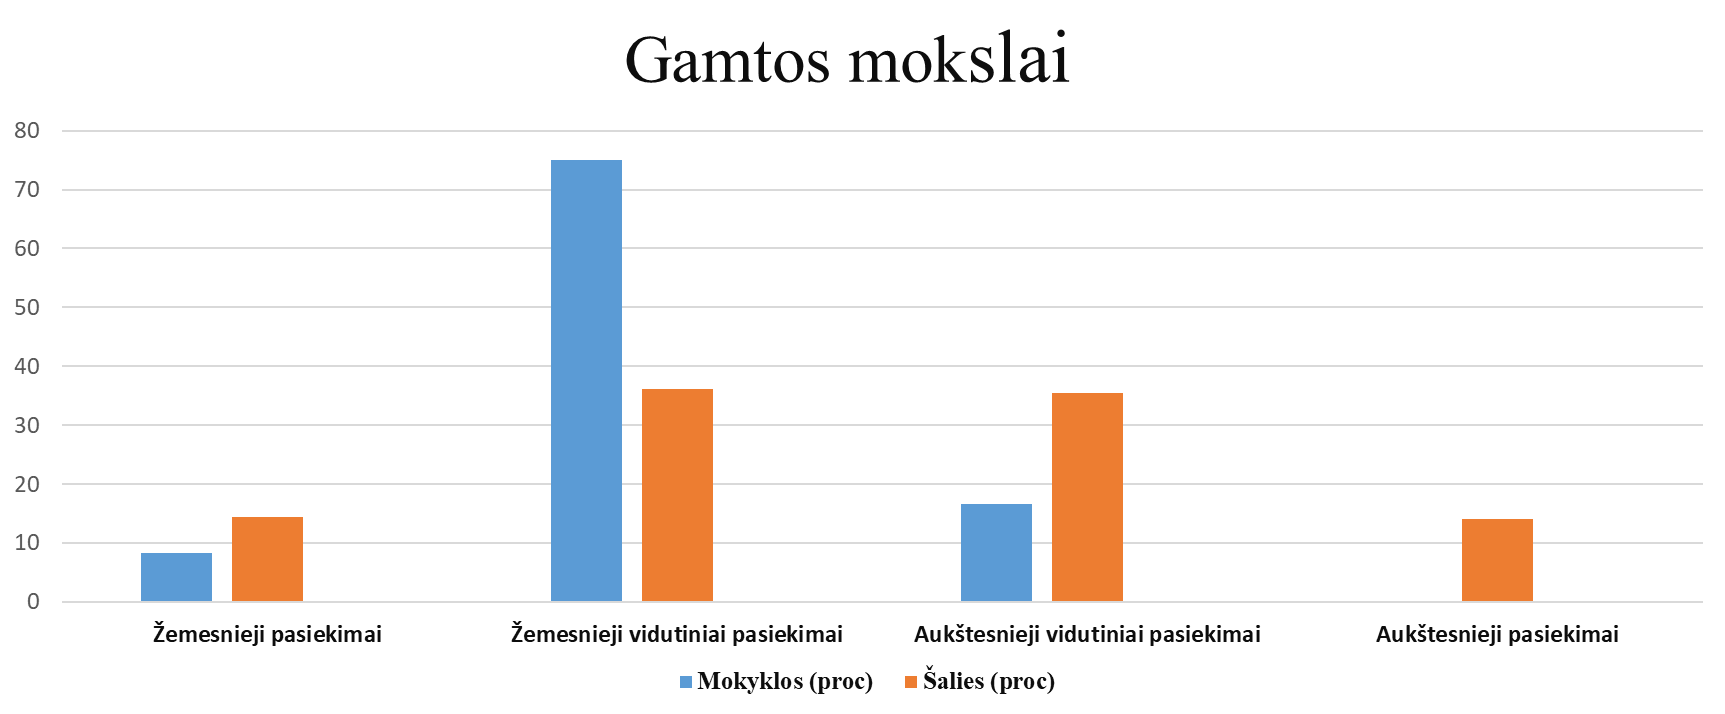 Gamtos mokslai
80
70
60
50
40
30
20
10
0
Žemesnieji pasiekimai
Žemesnieji vidutiniai pasiekimai
Aukštesnieji vidutiniai pasiekimai
Aukštesnieji pasiekimai
Mokyklos (proc)
Šalies (proc)